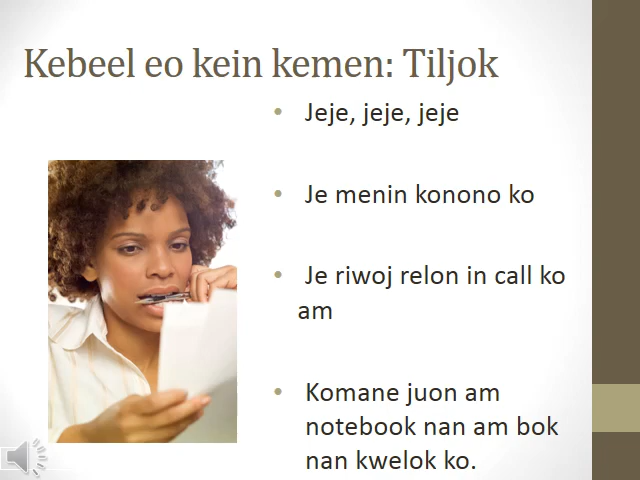 Kebeel eo kein kemen: Tiljok
Jeje, jeje, jeje
Je menin konono ko
Je riwoj relon in call ko
am
Komane juon am
notebook nan am bok
nan kwelok ko.